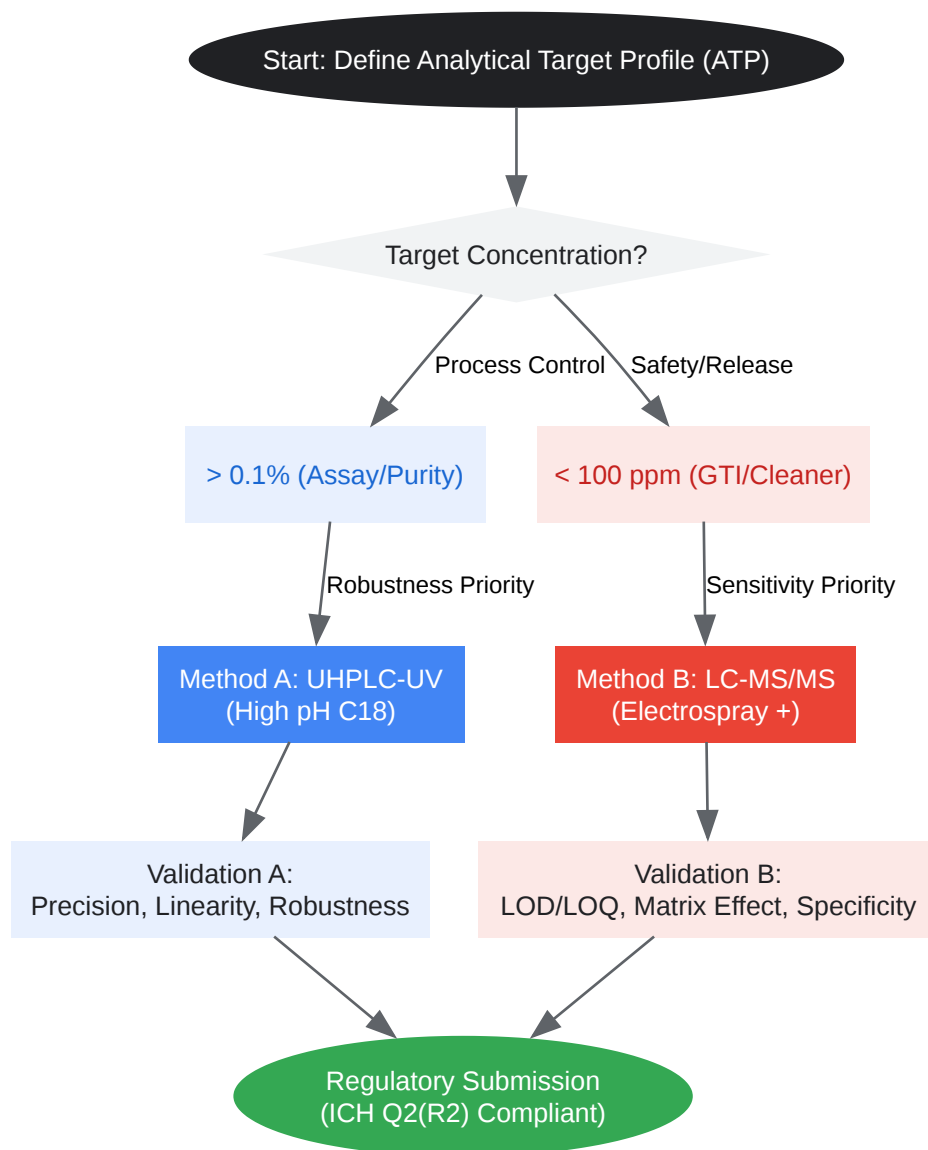 Start: Define Analytical Target Profile (ATP)
Target Concentration?
Process Control
Safety/Release
> 0.1% (Assay/Purity)
< 100 ppm (GTI/Cleaner)
Robustness Priority
Sensitivity Priority
Method A: UHPLC-UV
(High pH C18)
Method B: LC-MS/MS
(Electrospray +)
Validation A:
Precision, Linearity, Robustness
Validation B:
LOD/LOQ, Matrix Effect, Specificity
Regulatory Submission
(ICH Q2(R2) Compliant)